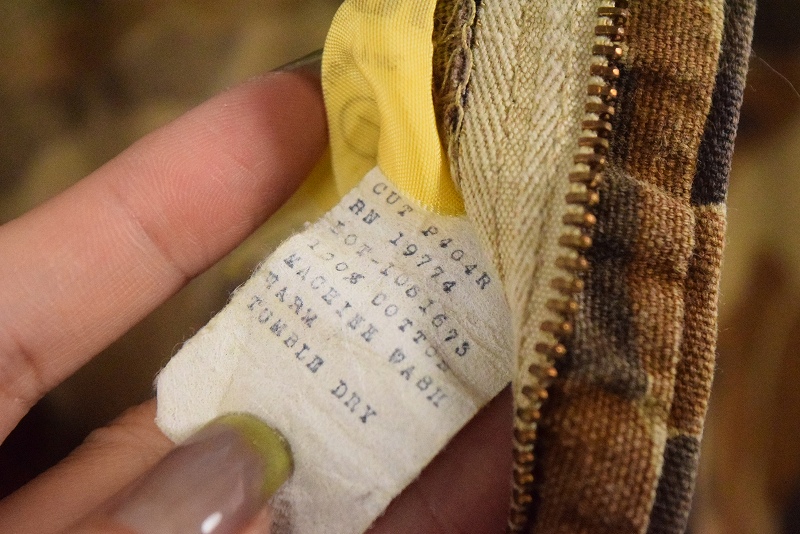 CUT P404R
RN 19774
LOT-1061673
100% COTTON
MACHINE WASH
WARM
TUMBLE DRY